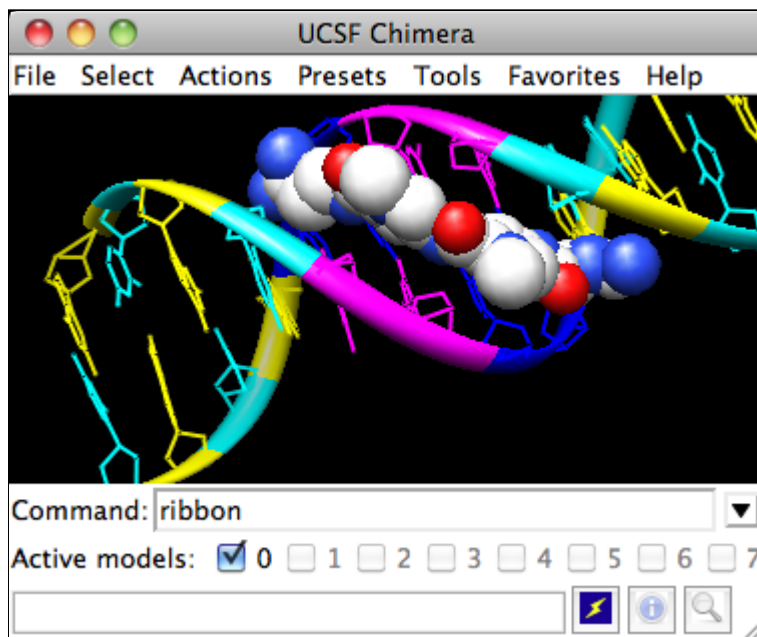 UCSF Chimera
File Select Actions Presets Tools Favorites Help
Command: ribbon
Active models: 0 1 2 3 4 5 6 7